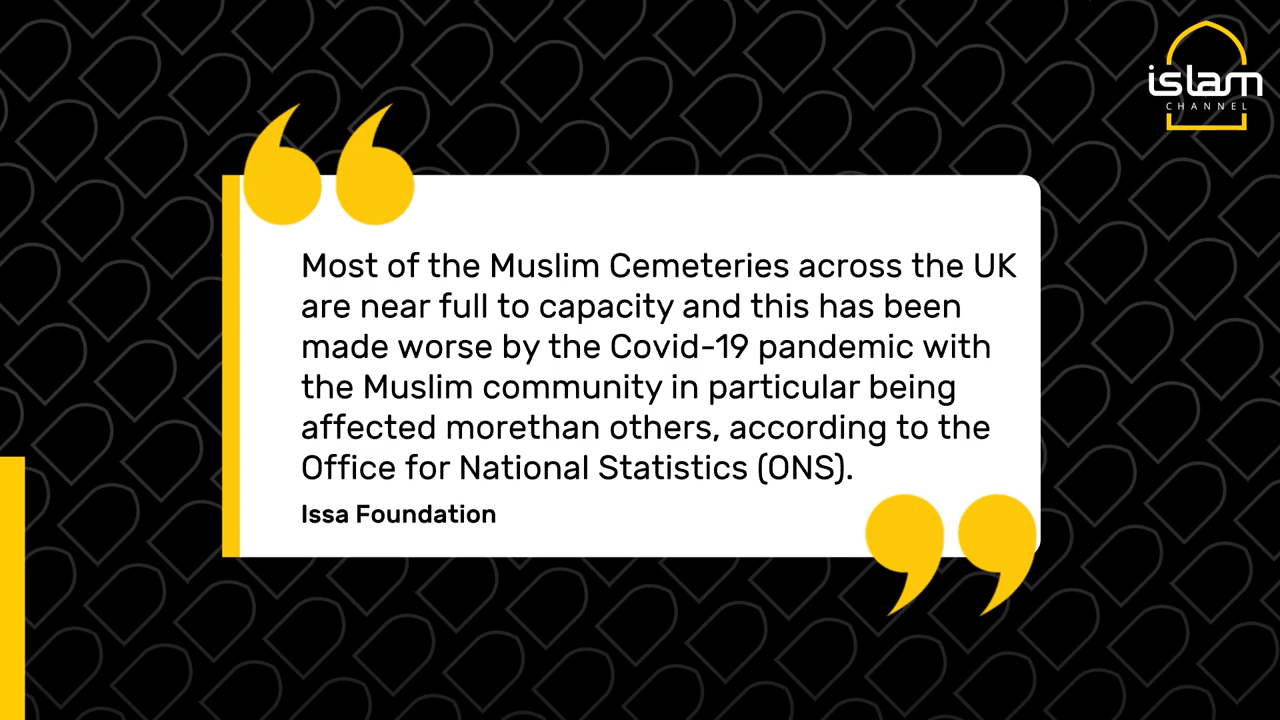 islam
CHANNEL
Most of the Muslim Cemeteries across the UK
are near full to capacity and this has been
made worse by the Covid-19 pandemic with
the Muslim community in particular being
affected morethan others, according to the
Office for National Statistics (ONS).
Issa Foundation